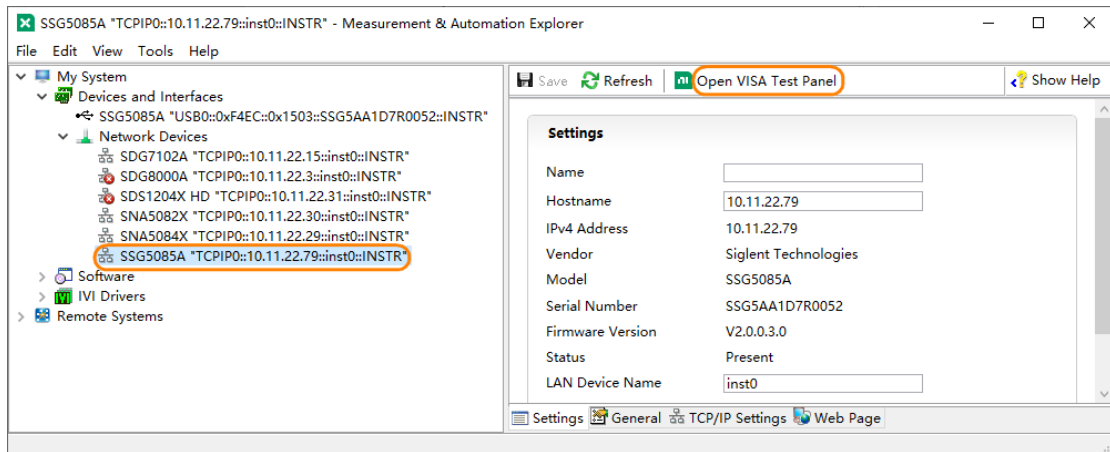 SSG5085A "TCPIP0::10.11.22.79::inst0::INSTR" - Measurement & Automation Explorer
File Edit View Tools Help
My System
Devices and Interfaces
SSG5085A "USB0::0xF4EC::0x1503::SSG5AA1D7R0052::INSTR"
Network Devices
SDG7102A "TCPIP0::10.11.22.15::inst0::INSTR"
SDG8000A "TCPIP0::10.11.22.3::inst0::INSTR"
SDS1204X HD "TCPIP0::10.11.22.31::inst0::INSTR"
SNA5082X "TCPIP0::10.11.22.30::inst0::INSTR"
SNA5084X "TCPIP0::10.11.22.29::inst0::INSTR"
SSG5085A "TCPIP0::10.11.22.79::inst0::INSTR"
Software
IVI Drivers
Remote Systems
Save Refresh Open VISA Test Panel Show Help
Settings
Name
Hostname 10.11.22.79
IPv4 Address 10.11.22.79
Vendor Siglent Technologies
Model SSG5085A
Serial Number SSG5AA1D7R0052
Firmware Version V2.0.0.3.0
Status Present
LAN Device Name inst0
Settings General TCP/IP Settings Web Page